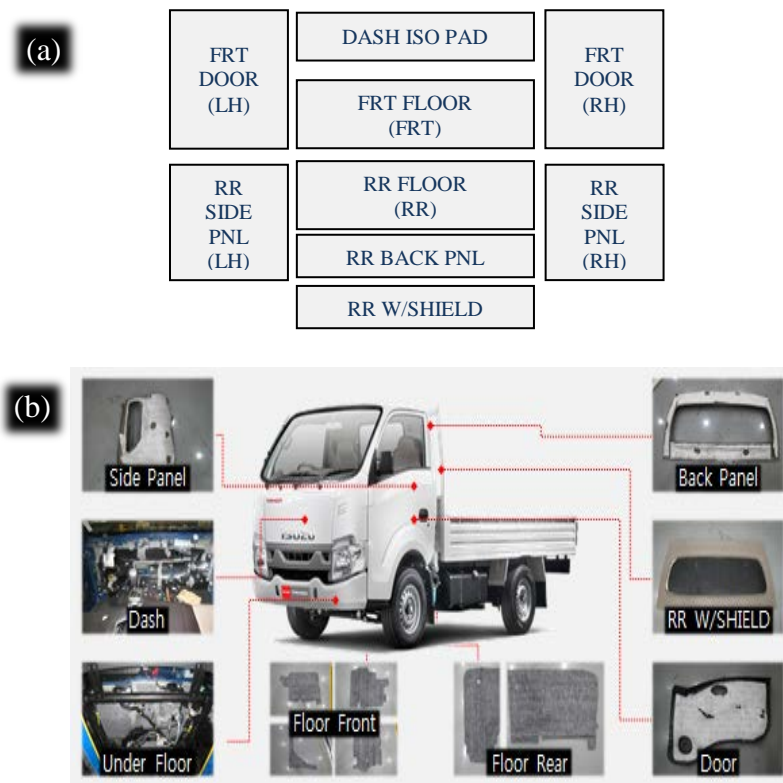 (a)
FRT
DOOR
(LH)
DASH ISO PAD
FRT
DOOR
(RH)
FRT FLOOR
(FRT)
RR
SIDE
PNL
(LH)
RR FLOOR
(RR)
RR
SIDE
PNL
(RH)
RR BACK PNL
RR W/SHIELD
(b)
Side Panel
Back Panel
ISUZU
Dash
RR W/SHIELD
Under Floor
Floor Front
Floor Rear
Door